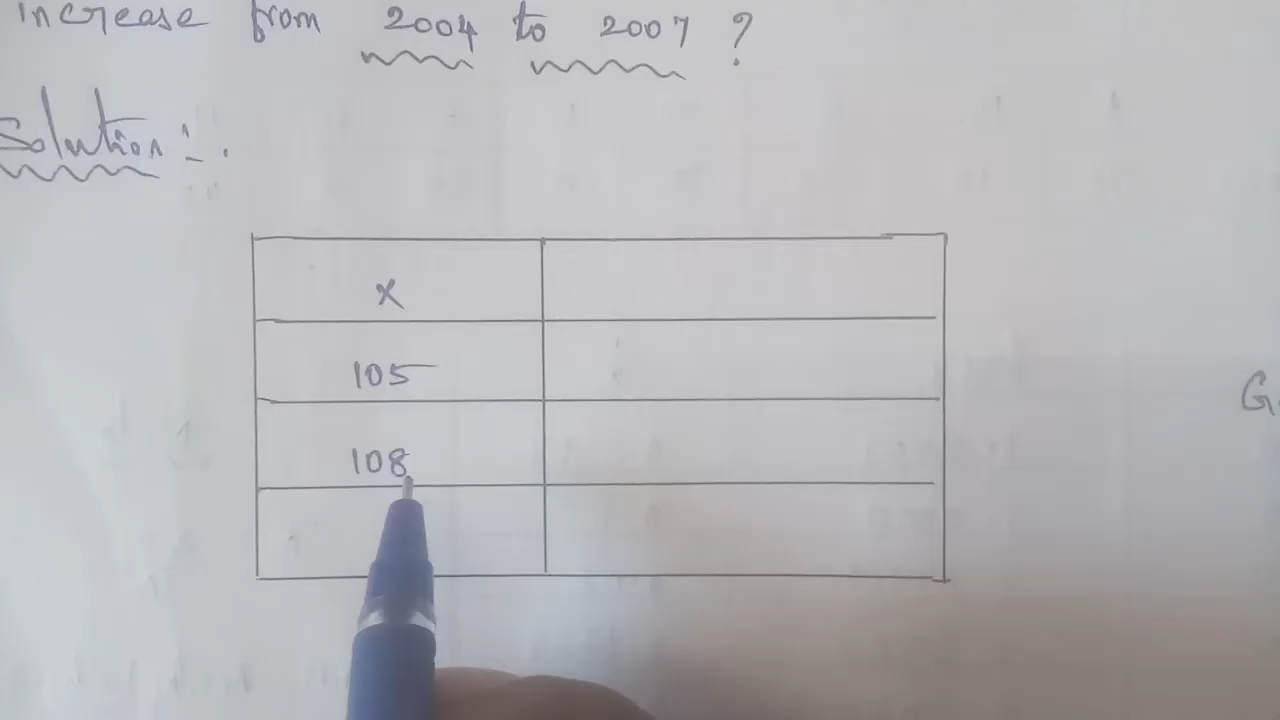 increase from 2004 to 2007 ?
Solution :-.
x
105
108
G